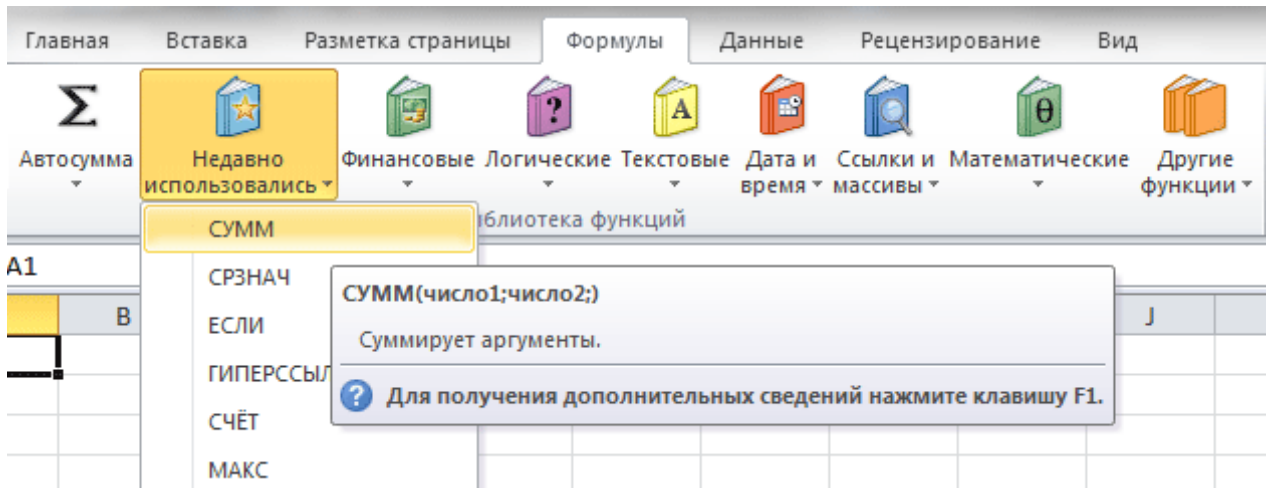 Главная Вставка Разметка страницы Формулы Данные Рецензирование Вид
Автосумма Недавно использовались Финансовые Логические Текстовые Дата и время Ссылки и массивы Математические Другие функции
СУММ
иблиотека функций
A1
СРЗНАЧ
СУММ(число1;число2;)
B
J
ЕСЛИ
Суммирует аргументы.
ГИПЕРССЫЛ
Для получения дополнительных сведений нажмите клавишу F1.
СЧЁТ
МАКС